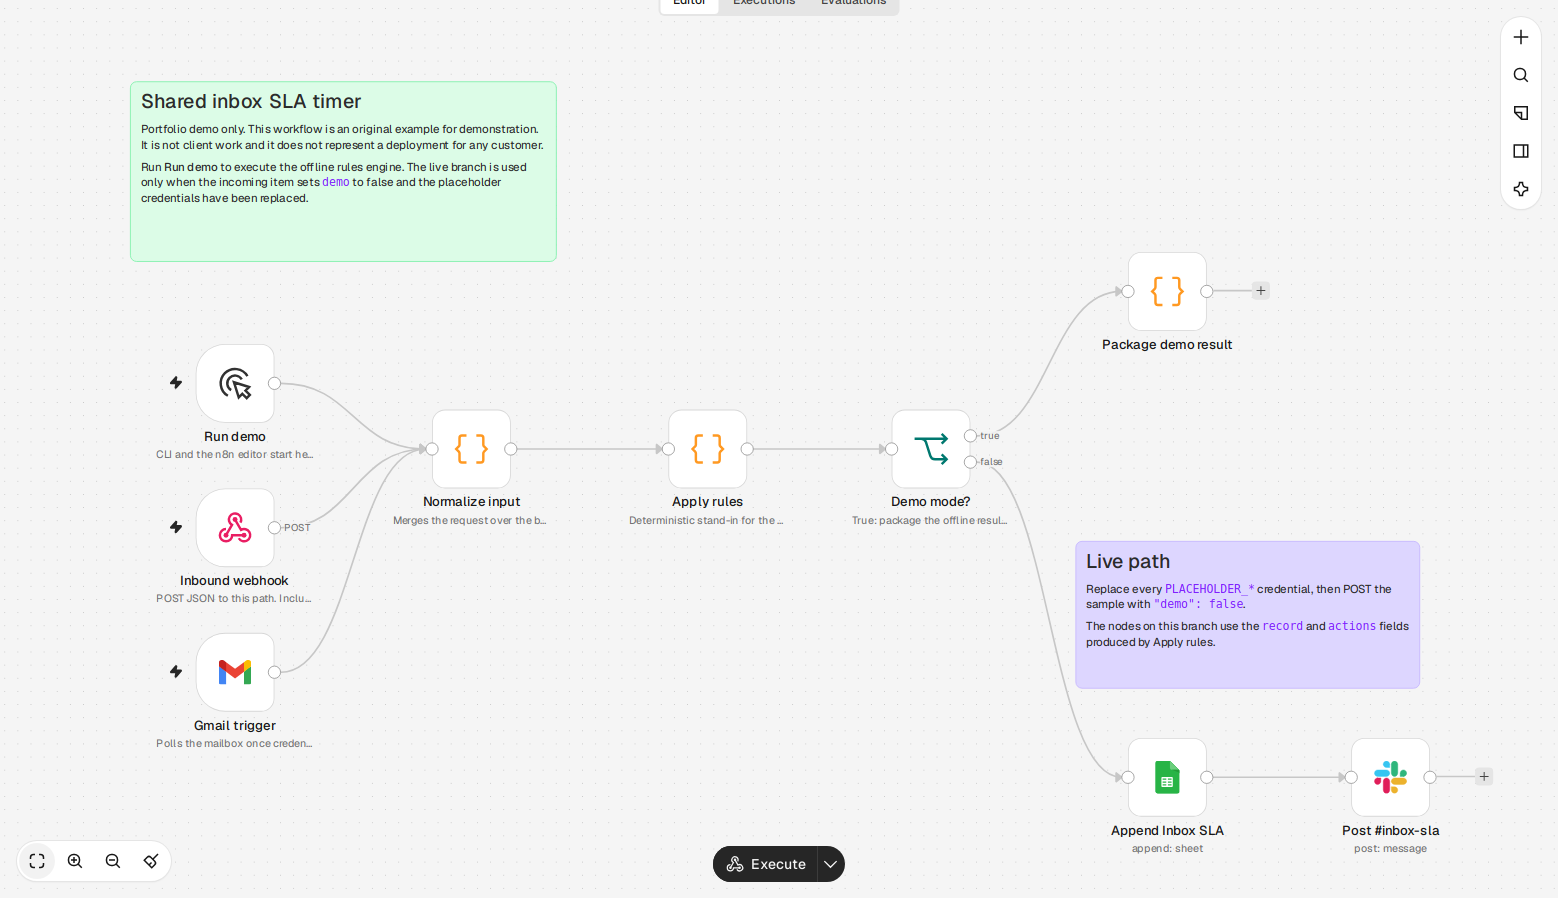 Editor Executions Evaluations
Shared inbox SLA timer
Portfolio demo only. This workflow is an original example for demonstration.
It is not client work and it does not represent a deployment for any customer.
Run Run demo to execute the offline rules engine. The live branch is used
only when the incoming item sets demo to false and the placeholder
credentials have been replaced.
Package demo result
Run demo
CLI and the n8n editor start he...
true
false
Normalize input
Merges the request over the b...
Apply rules
Deterministic stand-in for the ...
Demo mode?
True: package the offline resul...
POST
Inbound webhook
POST JSON to this path. Inclu...
Live path
Replace every PLACEHOLDER_* credential, then POST the
sample with "demo": false.
The nodes on this branch use the record and actions fields
produced by Apply rules.
Gmail trigger
Polls the mailbox once creden...
Append Inbox SLA
append: sheet
Post #inbox-sla
post: message
Execute